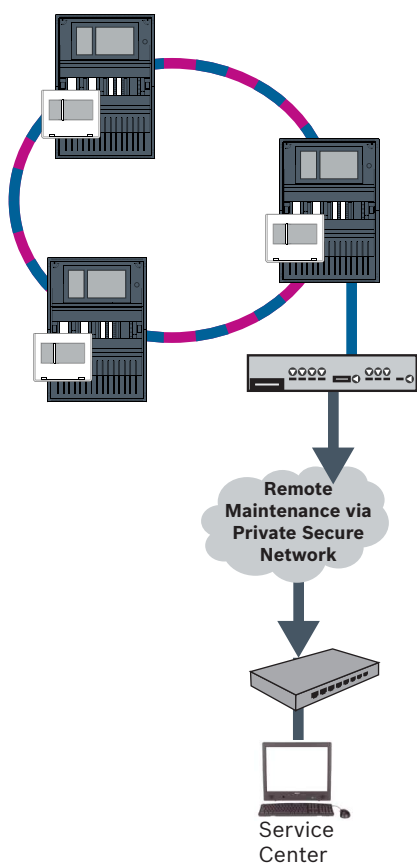 Remote
Maintenance via
Private Secure
Network
Service
Center